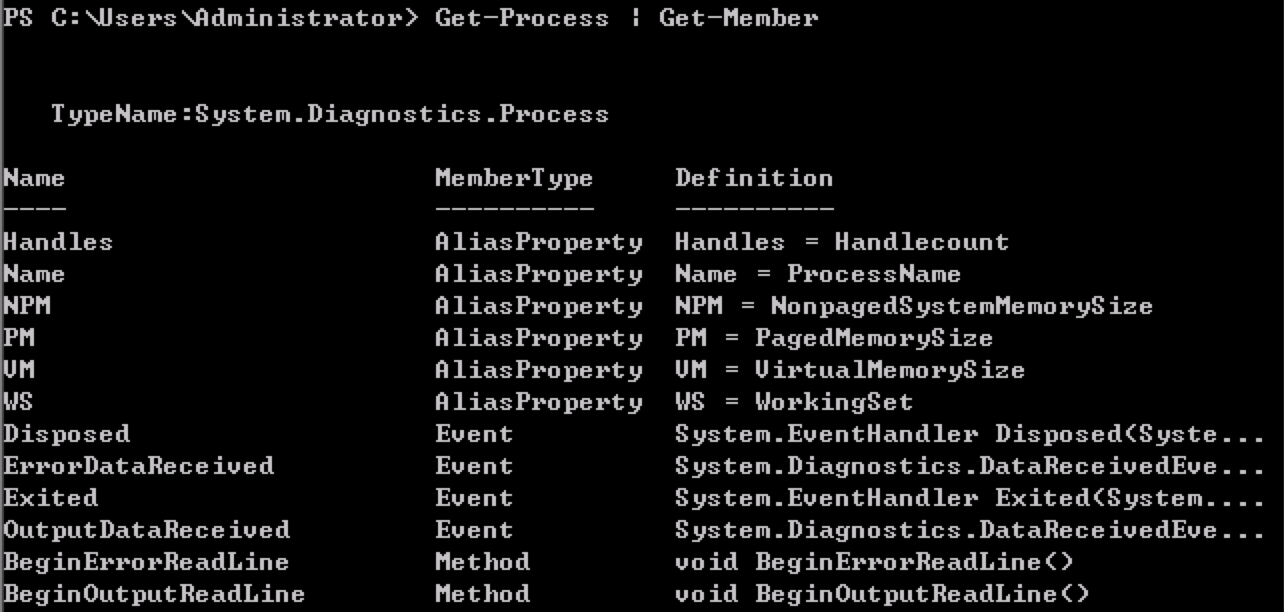 PS C:\Users\Administrator> Get-Process | Get-Member
TypeName:System.Diagnostics.Process
Name MemberType Definition
---- ---------- ----------
Handles AliasProperty Handles = Handlecount
Name AliasProperty Name = ProcessName
NPM AliasProperty NPM = NonpagedSystemMemorySize
PM AliasProperty PM = PagedMemorySize
VM AliasProperty VM = VirtualMemorySize
WS AliasProperty WS = WorkingSet
Disposed Event System.EventHandler Disposed(Syste...
ErrorDataReceived Event System.Diagnostics.DataReceivedEve...
Exited Event System.EventHandler Exited(System....
OutputDataReceived Event System.Diagnostics.DataReceivedEve...
BeginErrorReadLine Method void BeginErrorReadLine()
BeginOutputReadLine Method void BeginOutputReadLine()